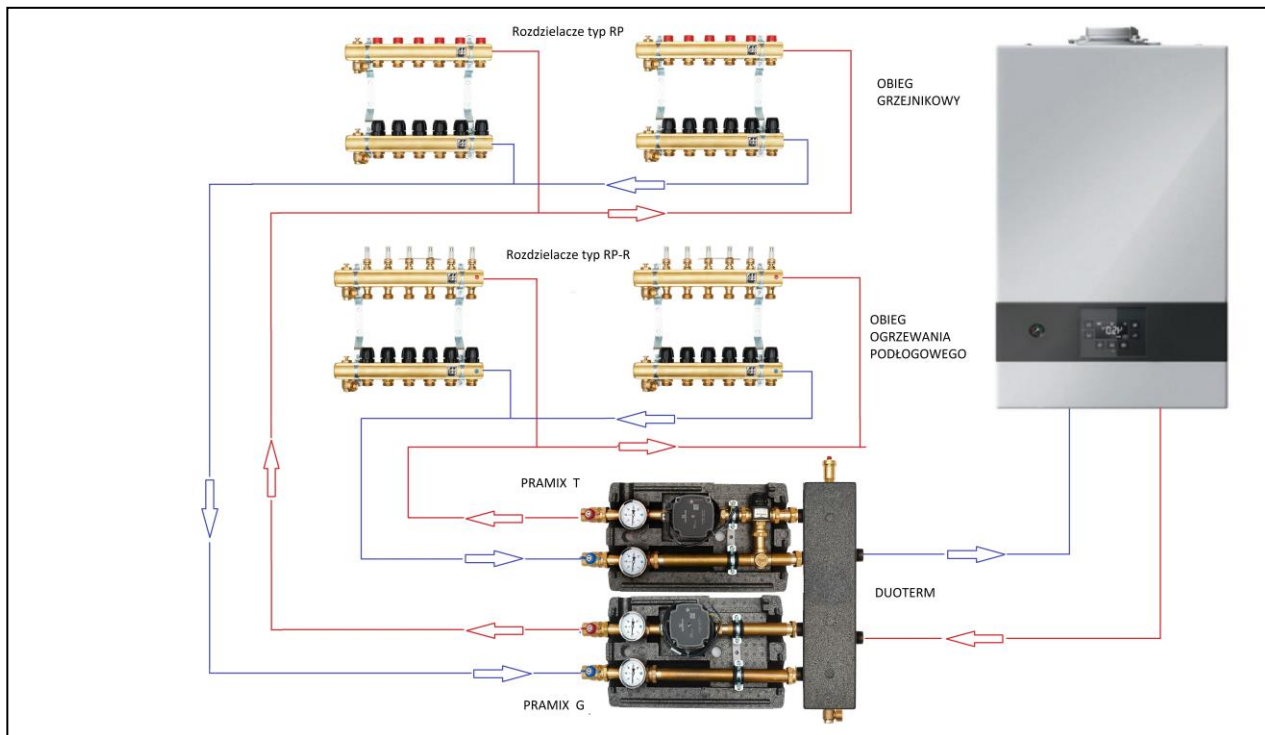 Rozdzielacze typ RP
OBIEG
GRZEJNIKOWY
Rozdzielacze typ RP-R
OBIEG
OGRZEWANIA
PODŁOGOWEGO
PRAMIX T
DUOTERM
PRAMIX G